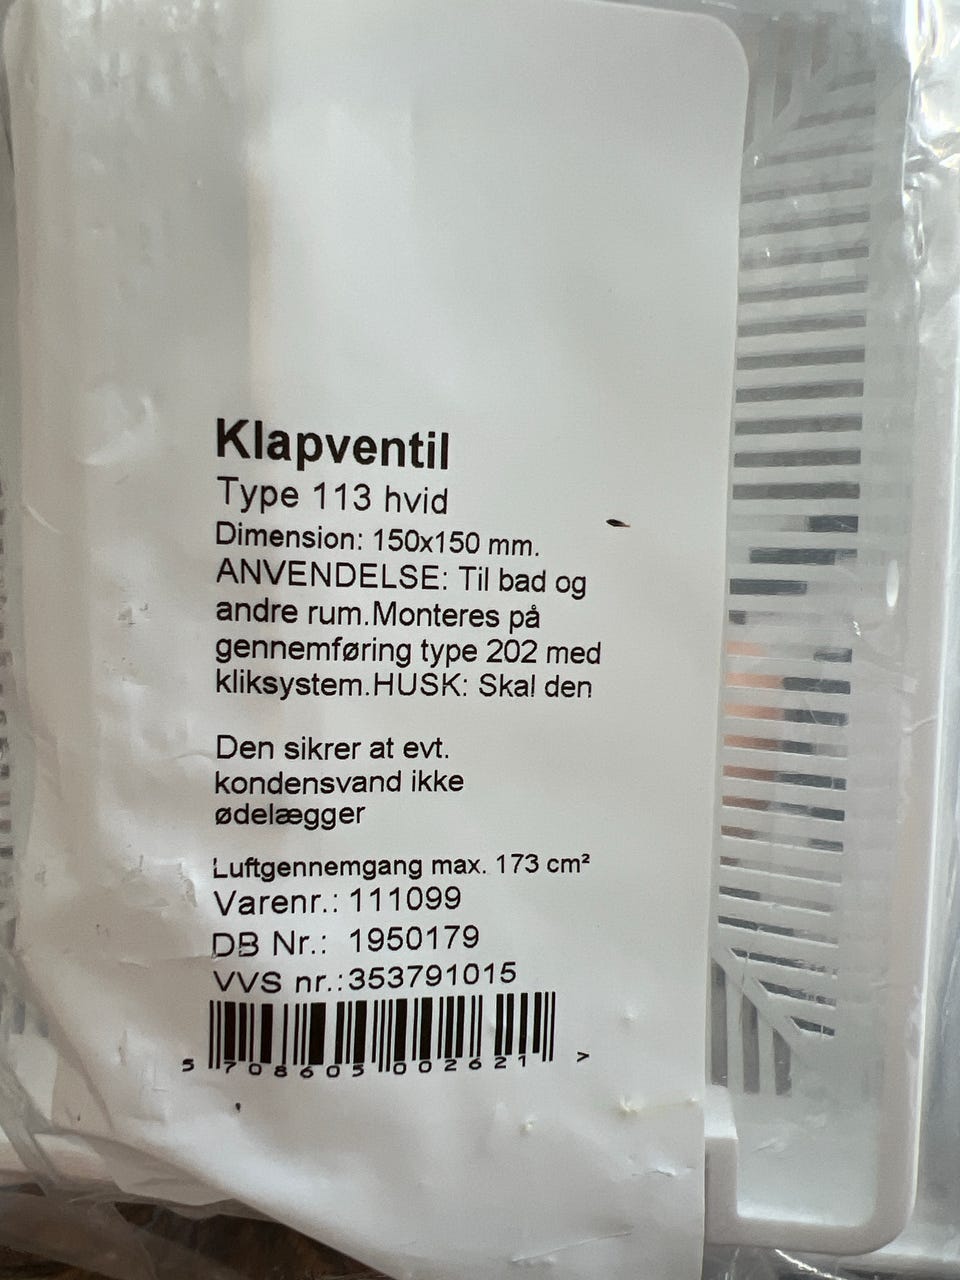 Klapventil
Type 113 hvid
Dimension: 150x150 mm.
ANVENDELSE: Til bad og
andre rum.Monteres på
gennemføring type 202 med
kliksystem.HUSK: Skal den
Den sikrer at evt.
kondensvand ikke
ødelægger
Luftgennemgang max. 173 cm²
Varenr.: 111099
DB Nr.: 1950179
VVS nr.:353791015
5 708605 002621 >